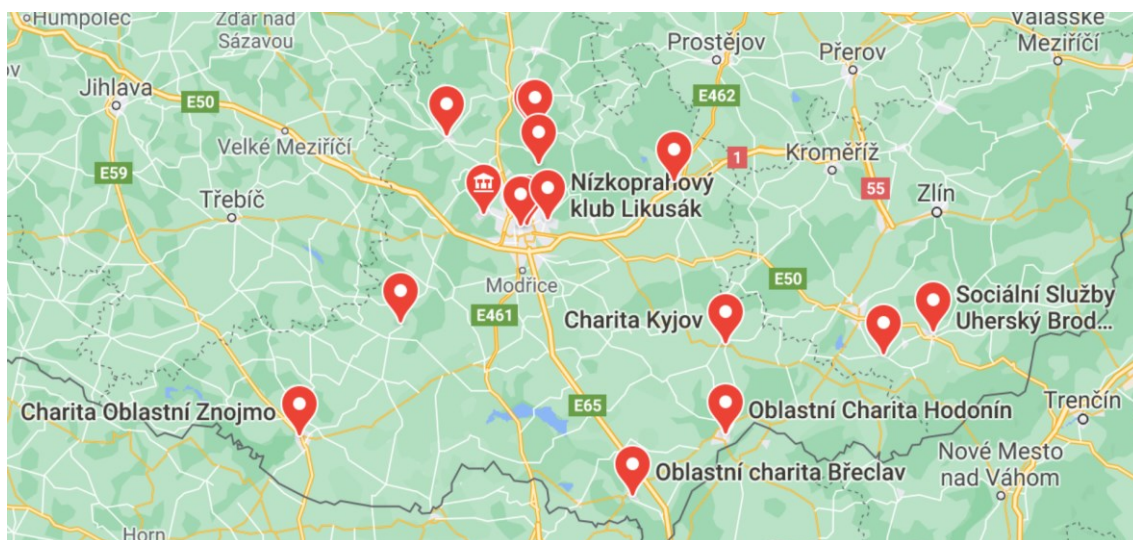 Humpolec
Žďár nad
Sázavou
Valašské
Meziříčí
Prostějov
Přerov
Jihlava
E50
E462
Velké Meziříčí
1
Kroměříž
E59
Třebíč
Nízkoprahový
klub Likusák
55
Zlín
Modřice
E50
E461
Charita Kyjov
Sociální Služby
Uherský Brod...
E65
Charita Oblastní Znojmo
Oblastní Charita Hodonín
Trenčín
Oblastní charita Břeclav
Nové Mesto
nad Váhom
Horn